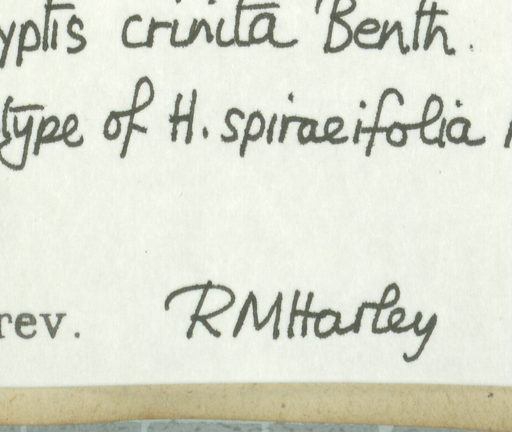 yptis crinita Benth.
type of H. spiraeifolia
rev. RMHarley